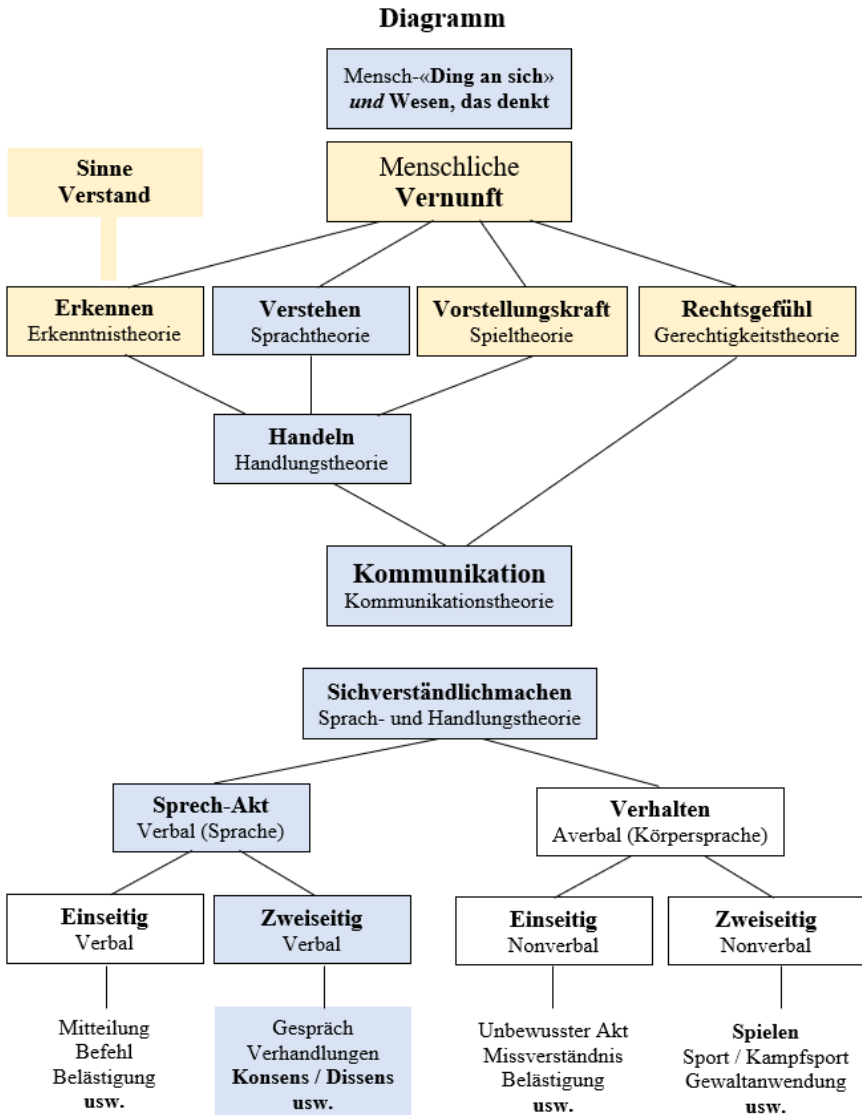 Diagramm
Mensch-«Ding an sich»
und Wesen, das denkt
Sinne
Verstand
Menschliche
Vernunft
Erkennen
Erkenntnistheorie
Verstehen
Sprachtheorie
Vorstellungskraft
Spieltheorie
Rechtsgefühl
Gerechtigkeitstheorie
Handeln
Handlungstheorie
Kommunikation
Kommunikationstheorie
Sichverständlichmachen
Sprach- und Handlungstheorie
Sprech-Akt
Verbal (Sprache)
Verhalten
Averbal (Körpersprache)
Einseitig
Verbal
Zweiseitig
Verbal
Einseitig
Nonverbal
Zweiseitig
Nonverbal
Mitteilung
Befehl
Belästigung
usw.
Gespräch
Verhandlungen
Konsens / Dissens
usw.
Unbewusster Akt
Missverständnis
Belästigung
usw.
Spielen
Sport / Kampfsport
Gewaltanwendung
usw.